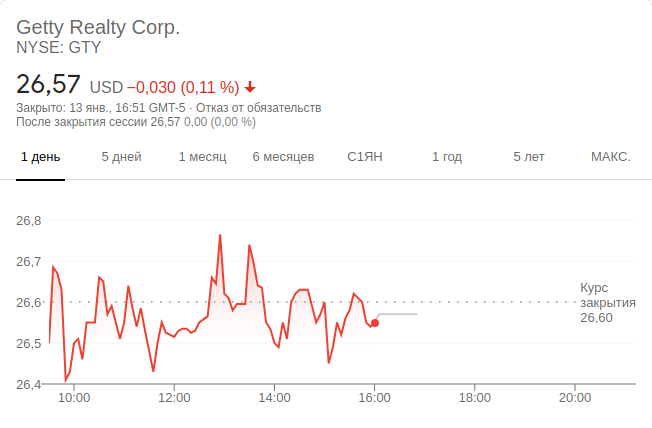 Getty Realty Corp.
NYSE: GTY
26,57 USD −0,030 (0,11 %)
Закрыто: 13 янв., 16:51 GMT-5 · Отказ от обязательств
После закрытия сессии 26,57 0,00 (0,00 %)
1 день 5 дней 1 месяц 6 месяцев С1ЯН 1 год 5 лет МАКС.
26,8
26,7
26,6
26,5
26,4
Курс
закрытия
26,60
10:00 12:00 14:00 16:00 18:00 20:00